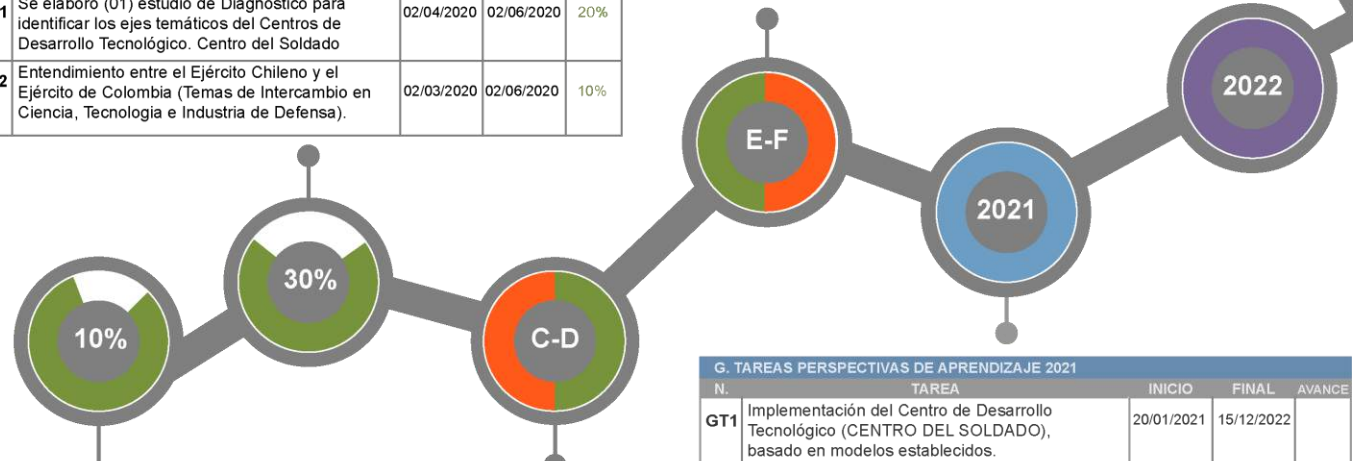 1
Se elaboró (01) estudio de Diagnóstico para
identificar los ejes temáticos del Centros de
Desarrollo Tecnológico. Centro del Soldado
02/04/2020 02/06/2020 20%
2
Entendimiento entre el Ejército Chileno y el
Ejército de Colombia (Temas de Intercambio en
Ciencia, Tecnologia e Industria de Defensa).
02/03/2020 02/06/2020 10%
10%
30%
C-D
E-F
2021
2022
G. TAREAS PERSPECTIVAS DE APRENDIZAJE 2021
N. TAREA INICIO FINAL AVANCE
GT1
Implementación del Centro de Desarrollo
Tecnológico (CENTRO DEL SOLDADO),
basado en modelos establecidos.
20/01/2021 15/12/2022